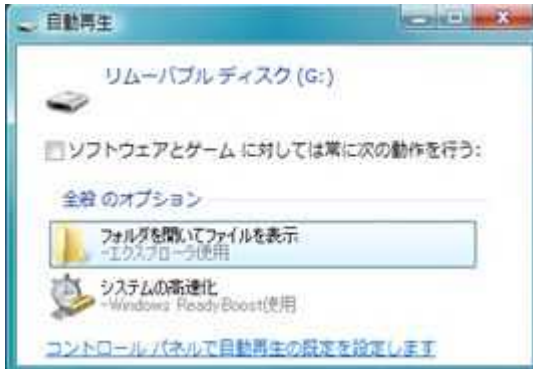 自動再生
リムーバブル ディスク (G:)
ソフトウェアとゲーム に対しては常に次の動作を行う:
全般 のオプション
フォルダを開いてファイルを表示
-エクスプローラ使用
システムの高速化
-Windows ReadyBoost使用
コントロール パネルで自動再生の既定を設定します